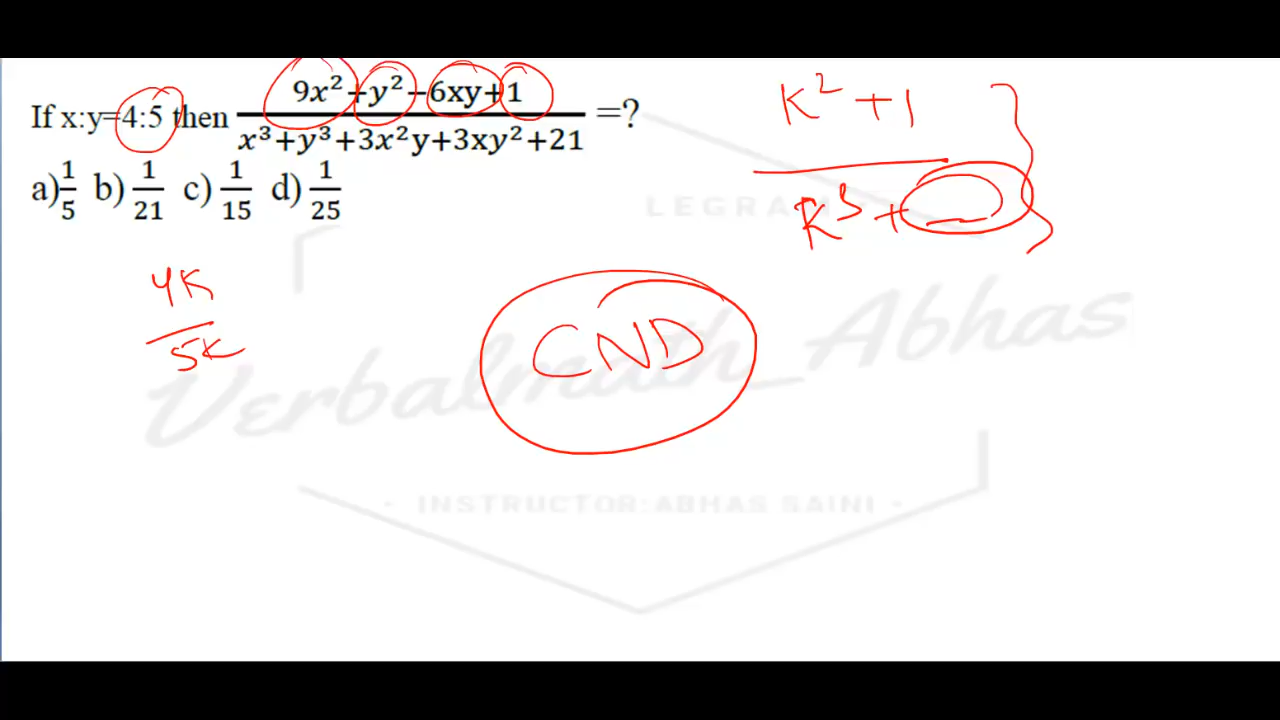 If x:y=4:5 then (9x²+y²−6xy+1)/(x³+y³+3x²y+3xy²+21) =?
a) 1/5 b) 1/21 c) 1/15 d) 1/25
K² + 1
K³ +
4K
5K
CND
LEGRAM
Verbalmath_Abhas
- INSTRUCTOR:ABHAS SAINI -